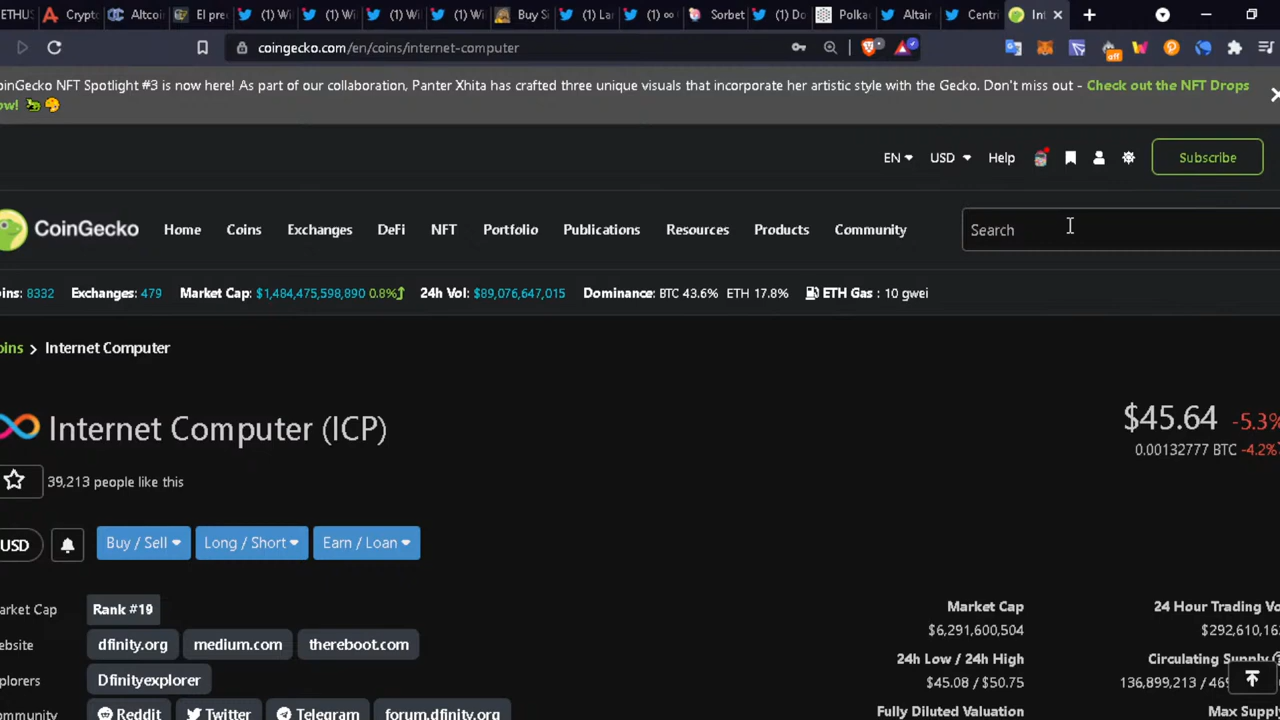 ETHUS
Crypto
Altcoi
El pre
(1) Wi
(1) Wi
(1) Wi
(1) Wi
Buy Si
(1) Lar
(1) ∞
Sorbet
(1) Do
Polka
Altair
Centri
Int
coingecko.com/en/coins/internet-computer
off
oinGecko NFT Spotlight #3 is now here! As part of our collaboration, Panter Xhita has crafted three unique visuals that incorporate her artistic style with the Gecko. Don't miss out - Check out the NFT Drops
ow!
EN USD Help Subscribe
CoinGecko Home Coins Exchanges DeFi NFT Portfolio Publications Resources Products Community Search
ins: 8332 Exchanges: 479 Market Cap: $1,484,475,598,890 0.8% 24h Vol: $89,076,647,015 Dominance: BTC 43.6% ETH 17.8% ETH Gas : 10 gwei
oins > Internet Computer
Internet Computer (ICP)
$45.64 -5.3%
0.00132777 BTC -4.2%
39,213 people like this
USD Buy / Sell Long / Short Earn / Loan
arket Cap Rank #19
ebsite dfinity.org medium.com thereboot.com
plorers Dfinityexplorer
ommunity Reddit Twitter Telegram forum.dfinity.org
Market Cap
$6,291,600,504
24h Low / 24h High
$45.08 / $50.75
Fully Diluted Valuation
24 Hour Trading Vo
$292,610,16
Circulating Supply
136,899,213 / 469
Max Suppl